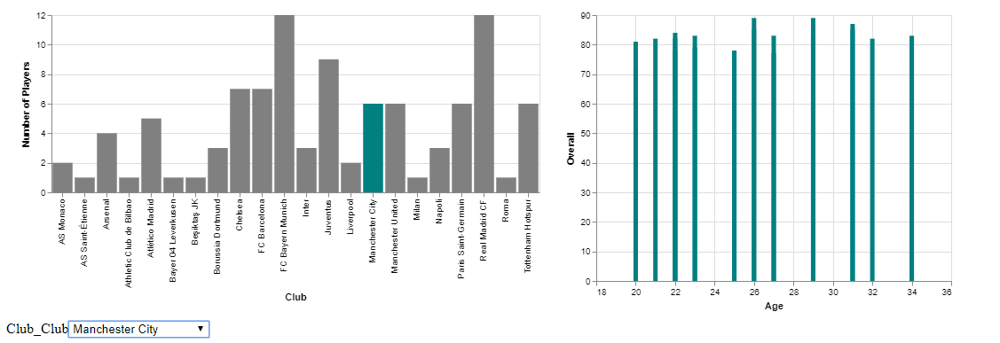 12
10
8
6
4
2
0
Number of Players
AS Monaco
AS Saint-Étienne
Arsenal
Athletic Club de Bilbao
Atlético Madrid
Bayer 04 Leverkusen
Beşiktaş JK
Borussia Dortmund
Chelsea
FC Barcelona
FC Bayern Munich
Inter
Juventus
Liverpool
Manchester City
Manchester United
Milan
Napoli
Paris Saint-Germain
Real Madrid CF
Roma
Tottenham Hotspur
Club
90
80
70
60
50
40
30
20
10
0
Overall
18 20 22 24 26 28 30 32 34 36
Age
Club_Club Manchester City